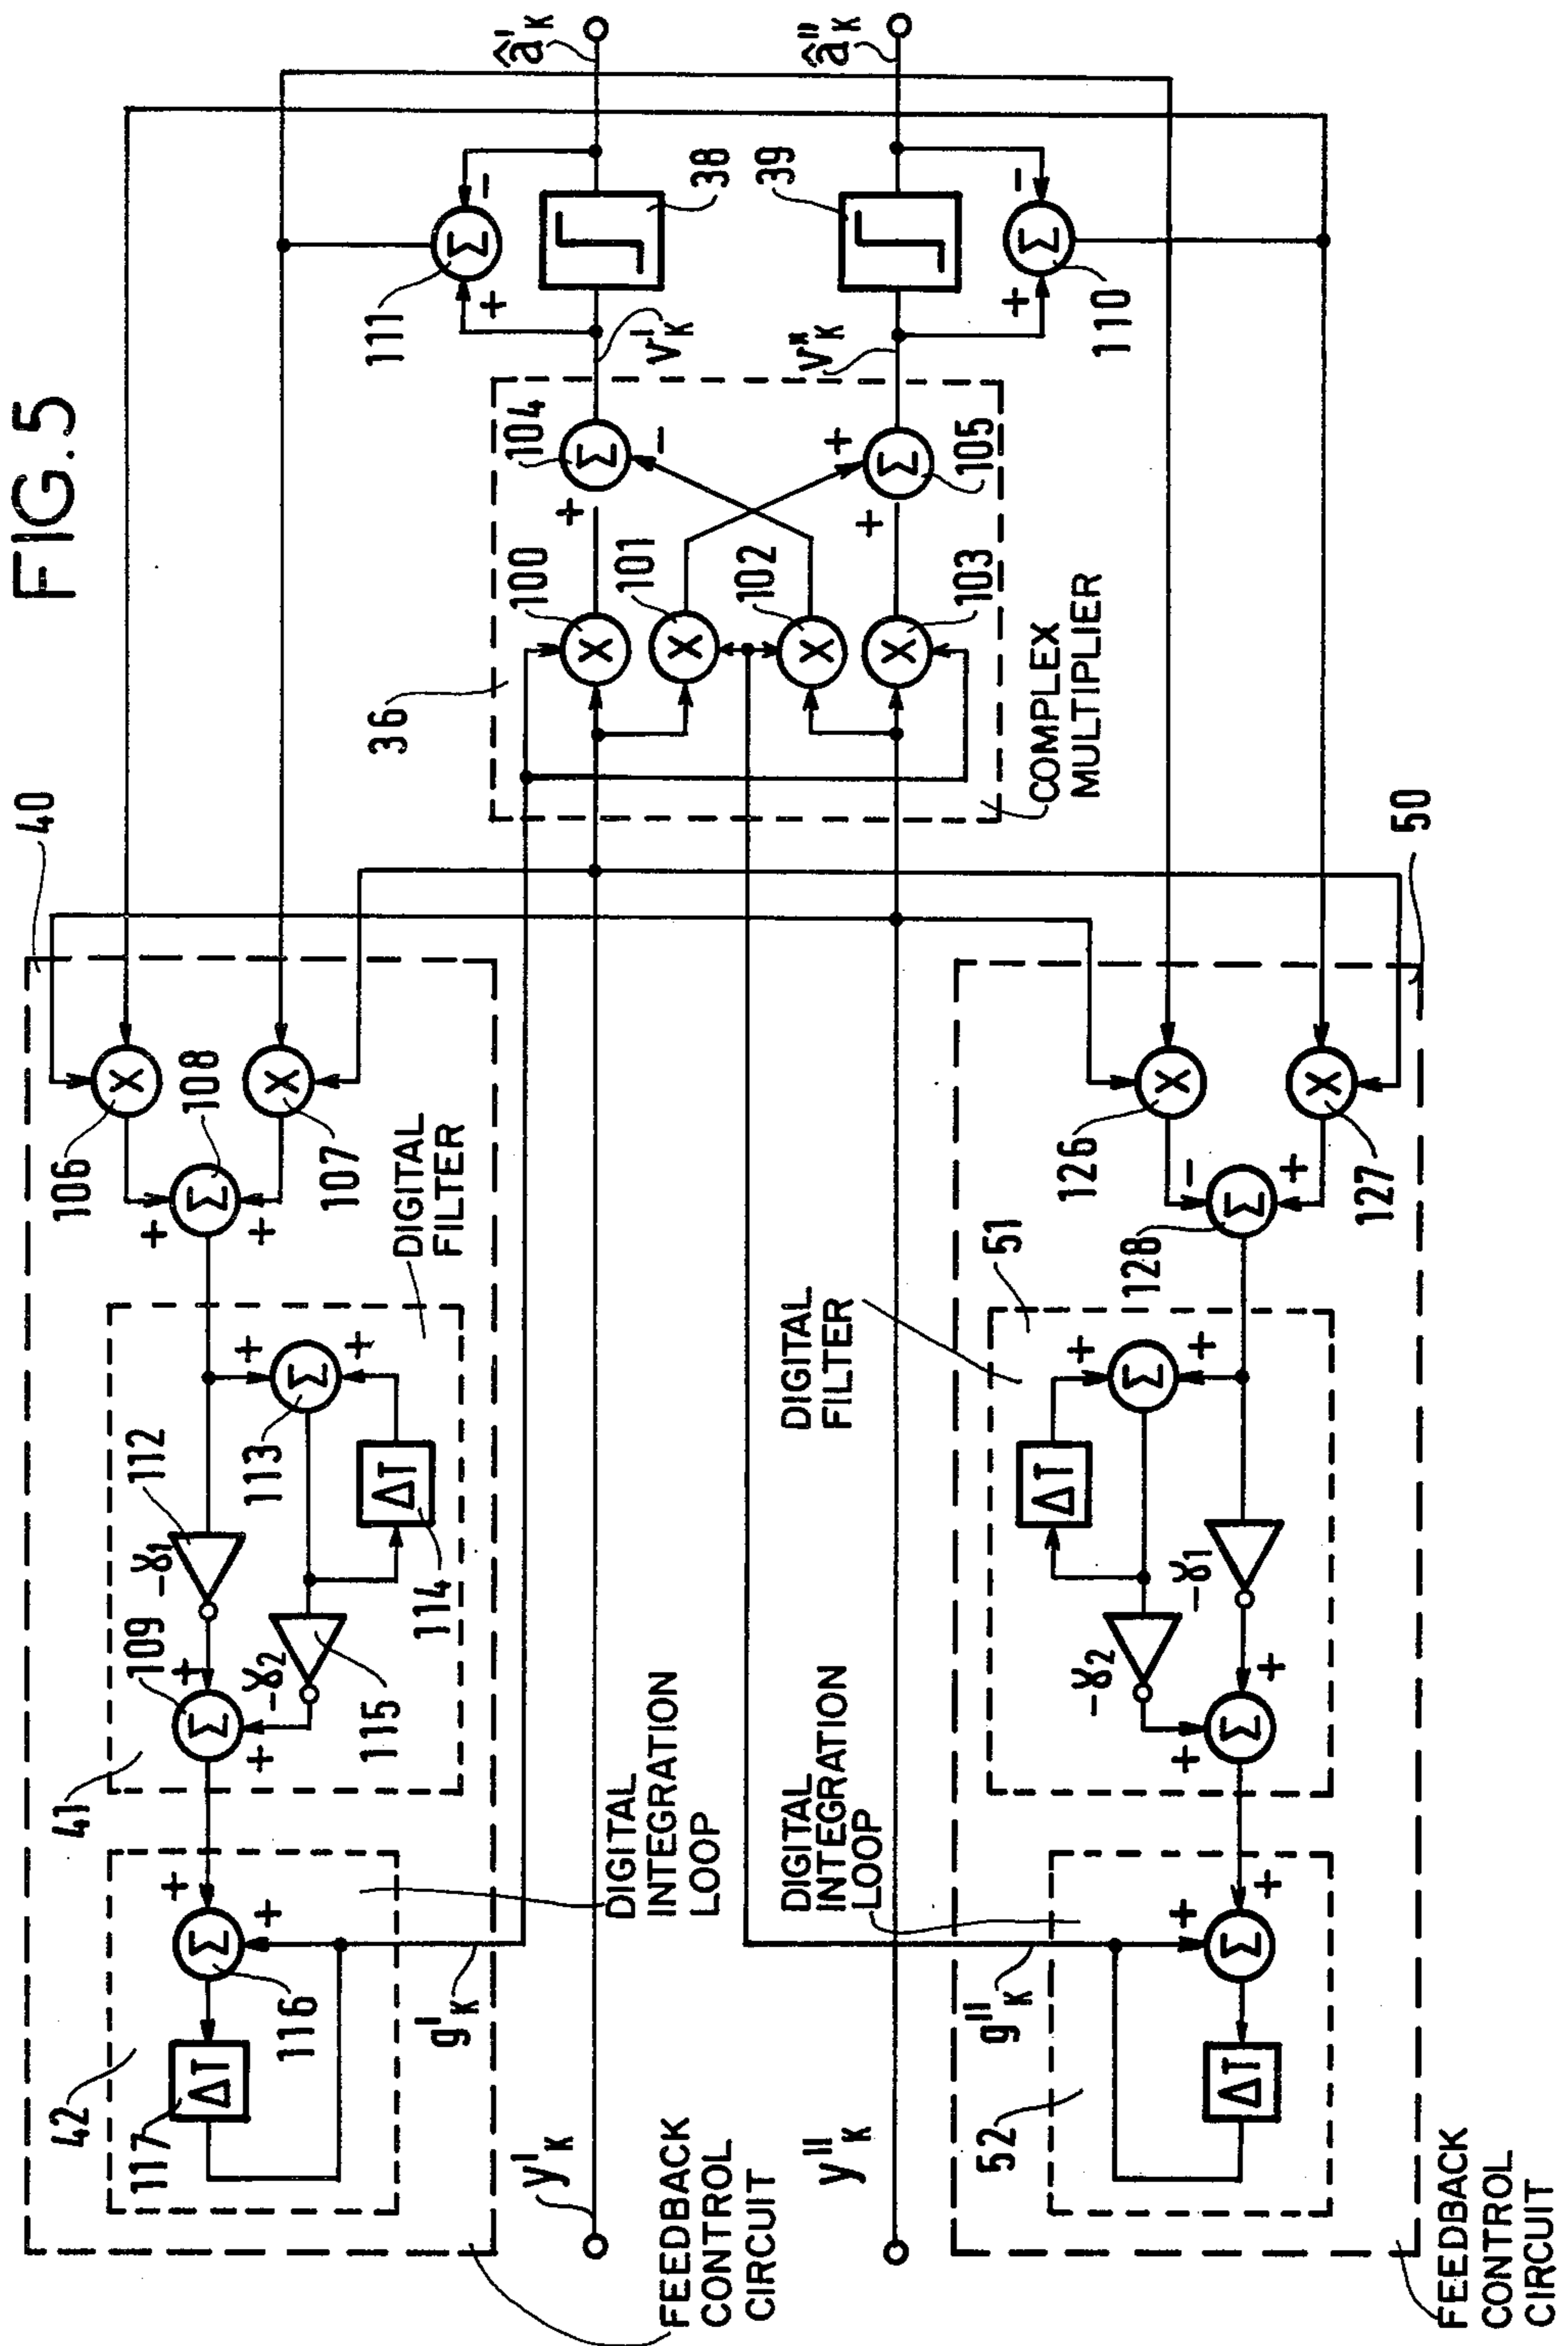 FIG. 5
40
106
X
108
Σ
+
+
X
107
DIGITAL
FILTER
112
-γ1
109
Σ
+
+
-γ2
115
113
Σ
+
+
ΔT
114
41
42
117
ΔT
Σ
+
+
116
g'K
DIGITAL
INTEGRATION
LOOP
FEEDBACK
CONTROL
CIRCUIT
y'K
y''K
36
100
X
101
X
102
X
103
X
104
Σ
+
-
105
Σ
+
+
COMPLEX
MULTIPLIER
v'K
v''K
111
Σ
+
-
38
39
110
Σ
+
-
â'K
â''K
50
126
X
127
X
128
Σ
-
+
DIGITAL
FILTER
51
ΔT
Σ
+
+
-γ2
-γ1
Σ
+
+
DIGITAL
INTEGRATION
LOOP
g''K
52
Σ
+
+
ΔT
FEEDBACK
CONTROL
CIRCUIT